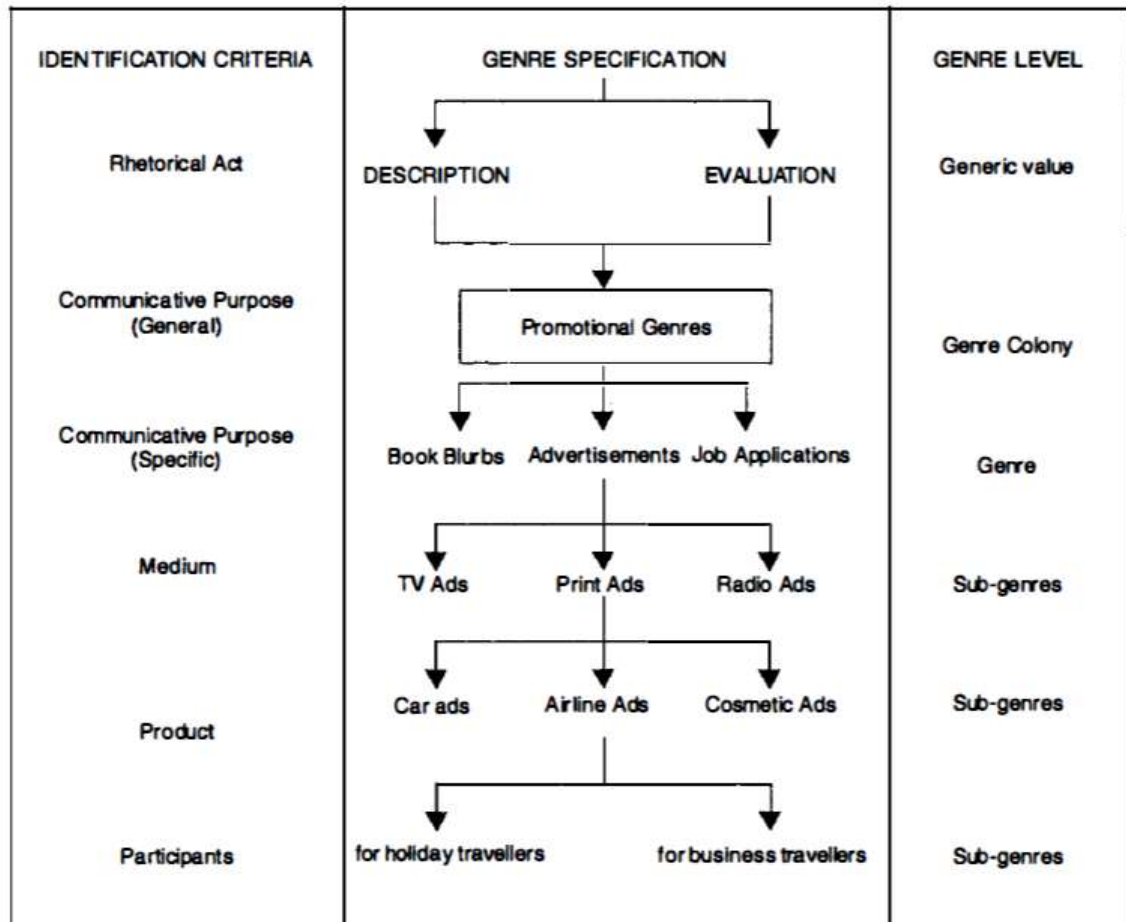 IDENTIFICATION CRITERIA GENRE SPECIFICATION GENRE LEVEL
Rhetorical Act DESCRIPTION EVALUATION Generic value
Communicative Purpose
(General)
Promotional Genres
Genre Colony
Communicative Purpose
(Specific)
Book Blurbs Advertisements Job Applications
Genre
Medium TV Ads Print Ads Radio Ads Sub-genres
Car ads Airline Ads Cosmetic Ads Sub-genres
Product
Participants for holiday travellers for business travellers Sub-genres